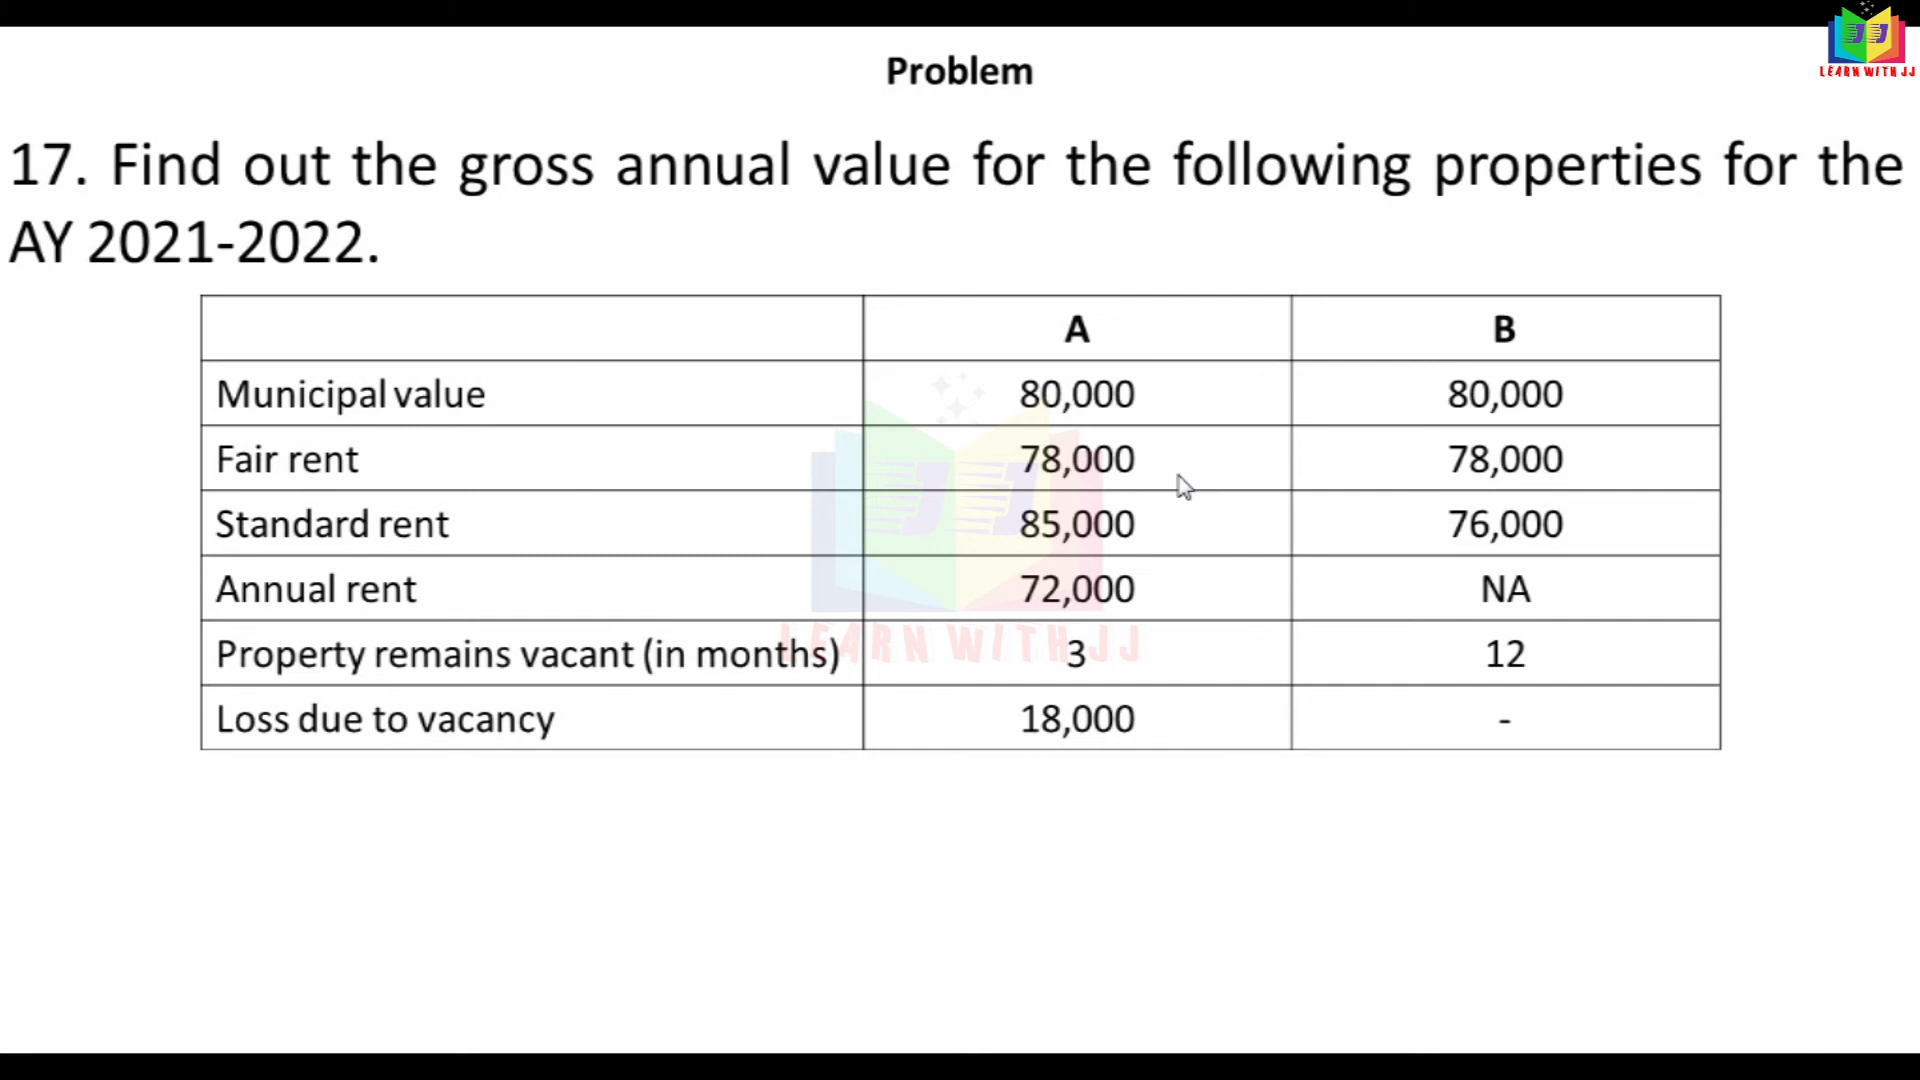 LEARN WITH JJ
Problem
17. Find out the gross annual value for the following properties for the
AY 2021-2022.
A B
Municipal value 80,000 80,000
Fair rent 78,000 78,000
Standard rent 85,000 76,000
Annual rent 72,000 NA
Property remains vacant (in months) 3 12
Loss due to vacancy 18,000 -
JJ
LEARN WITH JJ